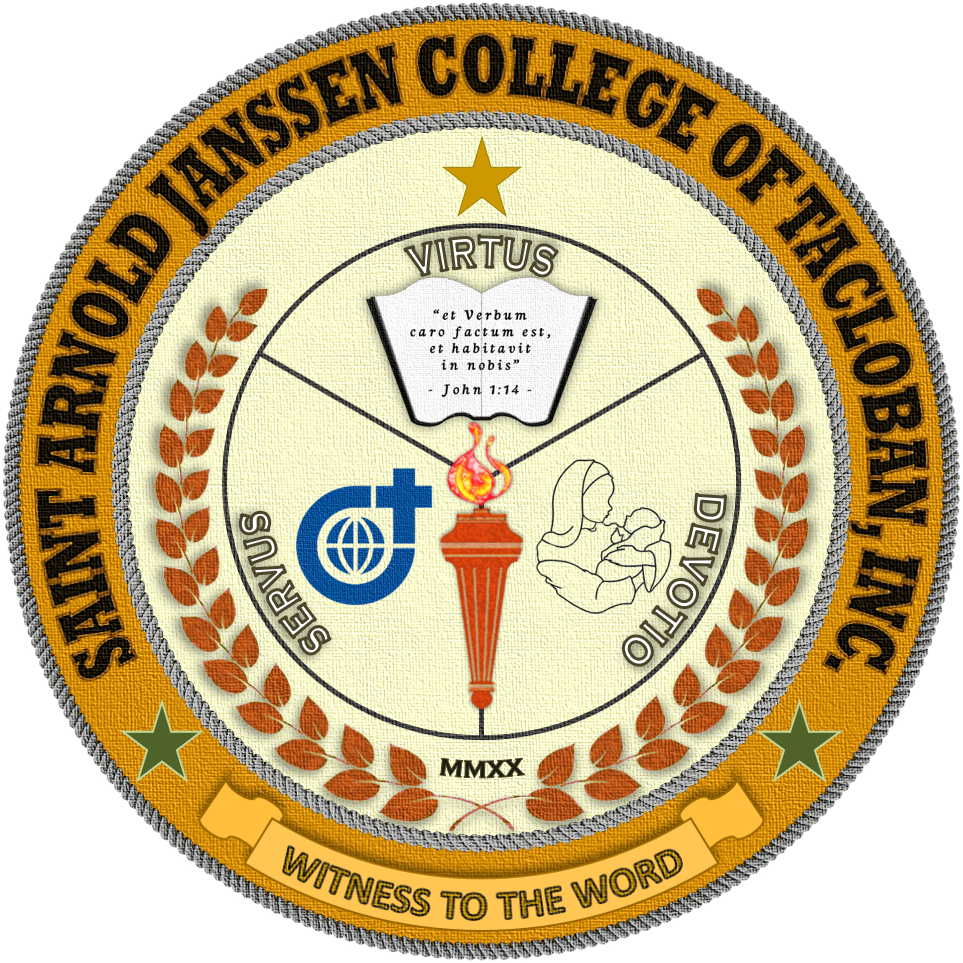 SAINT ARNOLD JANSSEN COLLEGE OF TACLOBAN, INC.
VIRTUS
“et Verbum
caro factum est,
et habitavit
in nobis”
- John 1:14 -
SERVUS
DEVOTIO
MMXX
WITNESS TO THE WORD